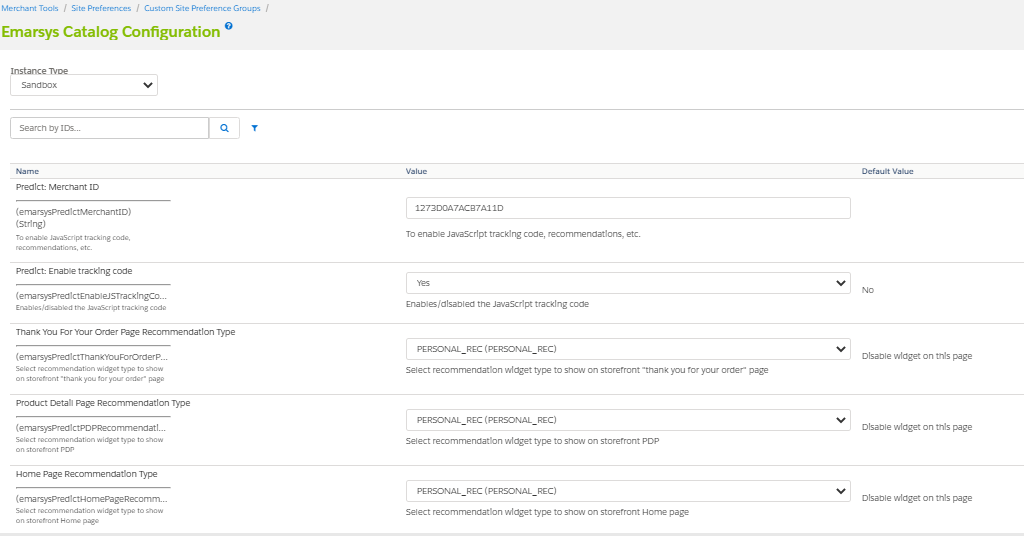 Merchant Tools / Site Preferences / Custom Site Preference Groups /
Emarsys Catalog Configuration ?
Instance Type
Sandbox
Search by IDs...
Name Value Default Value
Predict: Merchant ID
(emarsysPredictMerchantID)
(String)
To enable JavaScript tracking code,
recommendations, etc.
1273D0A7AC87A11D
To enable JavaScript tracking code, recommendations, etc.
Predict: Enable tracking code
(emarsysPredictEnableJSTrackingCo...
Enables/disabled the JavaScript tracking code
Yes
Enables/disabled the JavaScript tracking code
No
Thank You For Your Order Page Recommendation Type
(emarsysPredictThankYouForOrderP...
Select recommendation widget type to show
on storefront "thank you for your order" page
PERSONAL_REC (PERSONAL_REC)
Select recommendation widget type to show on storefront "thank you for your order" page
Disable widget on this page
Product Detail Page Recommendation Type
(emarsysPredictPDPRecommendati...
Select recommendation widget type to show
on storefront PDP
PERSONAL_REC (PERSONAL_REC)
Select recommendation widget type to show on storefront PDP
Disable widget on this page
Home Page Recommendation Type
(emarsysPredictHomePageRecomm...
Select recommendation widget type to show
on storefront Home page
PERSONAL_REC (PERSONAL_REC)
Select recommendation widget type to show on storefront Home page
Disable widget on this page